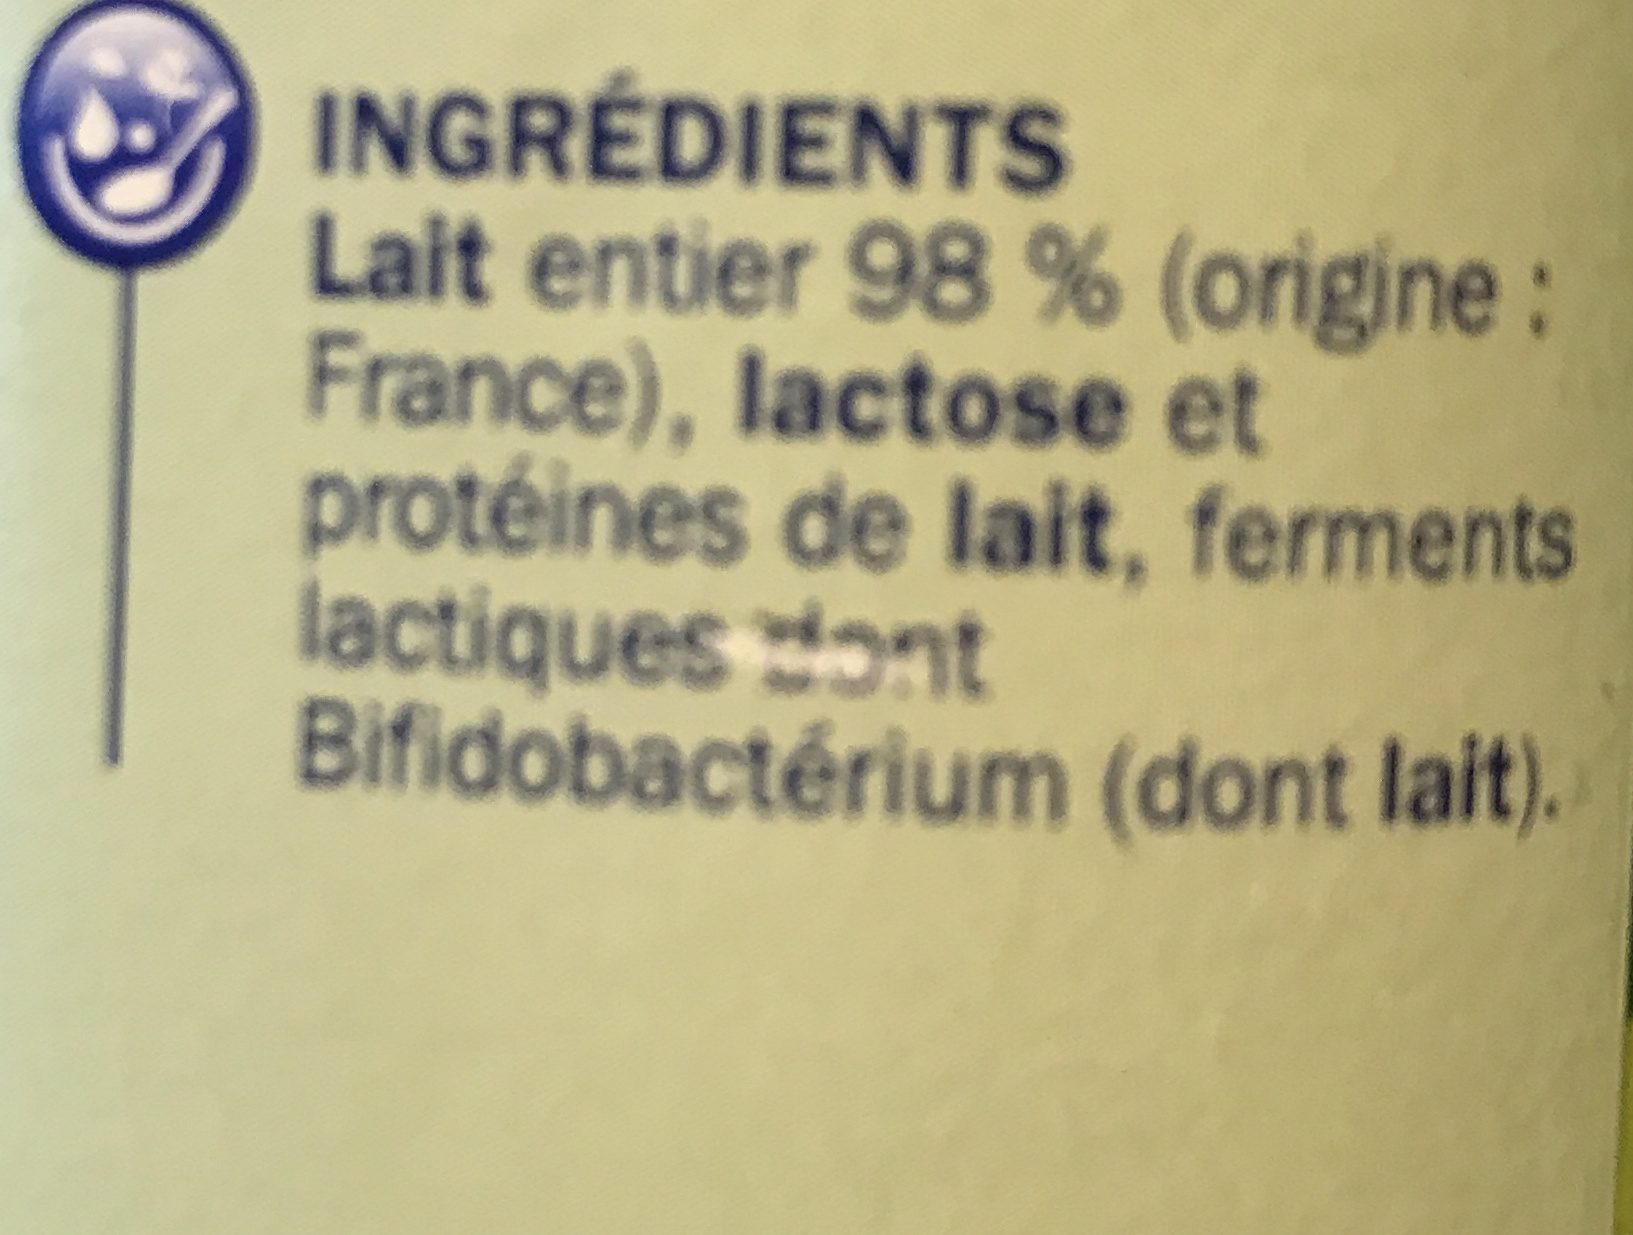 INGRÉDIENTS
Lait entier 98 % (origine :
France), lactose et
protéines de lait, ferments
lactiques dont
Bifidobactérium (dont lait).